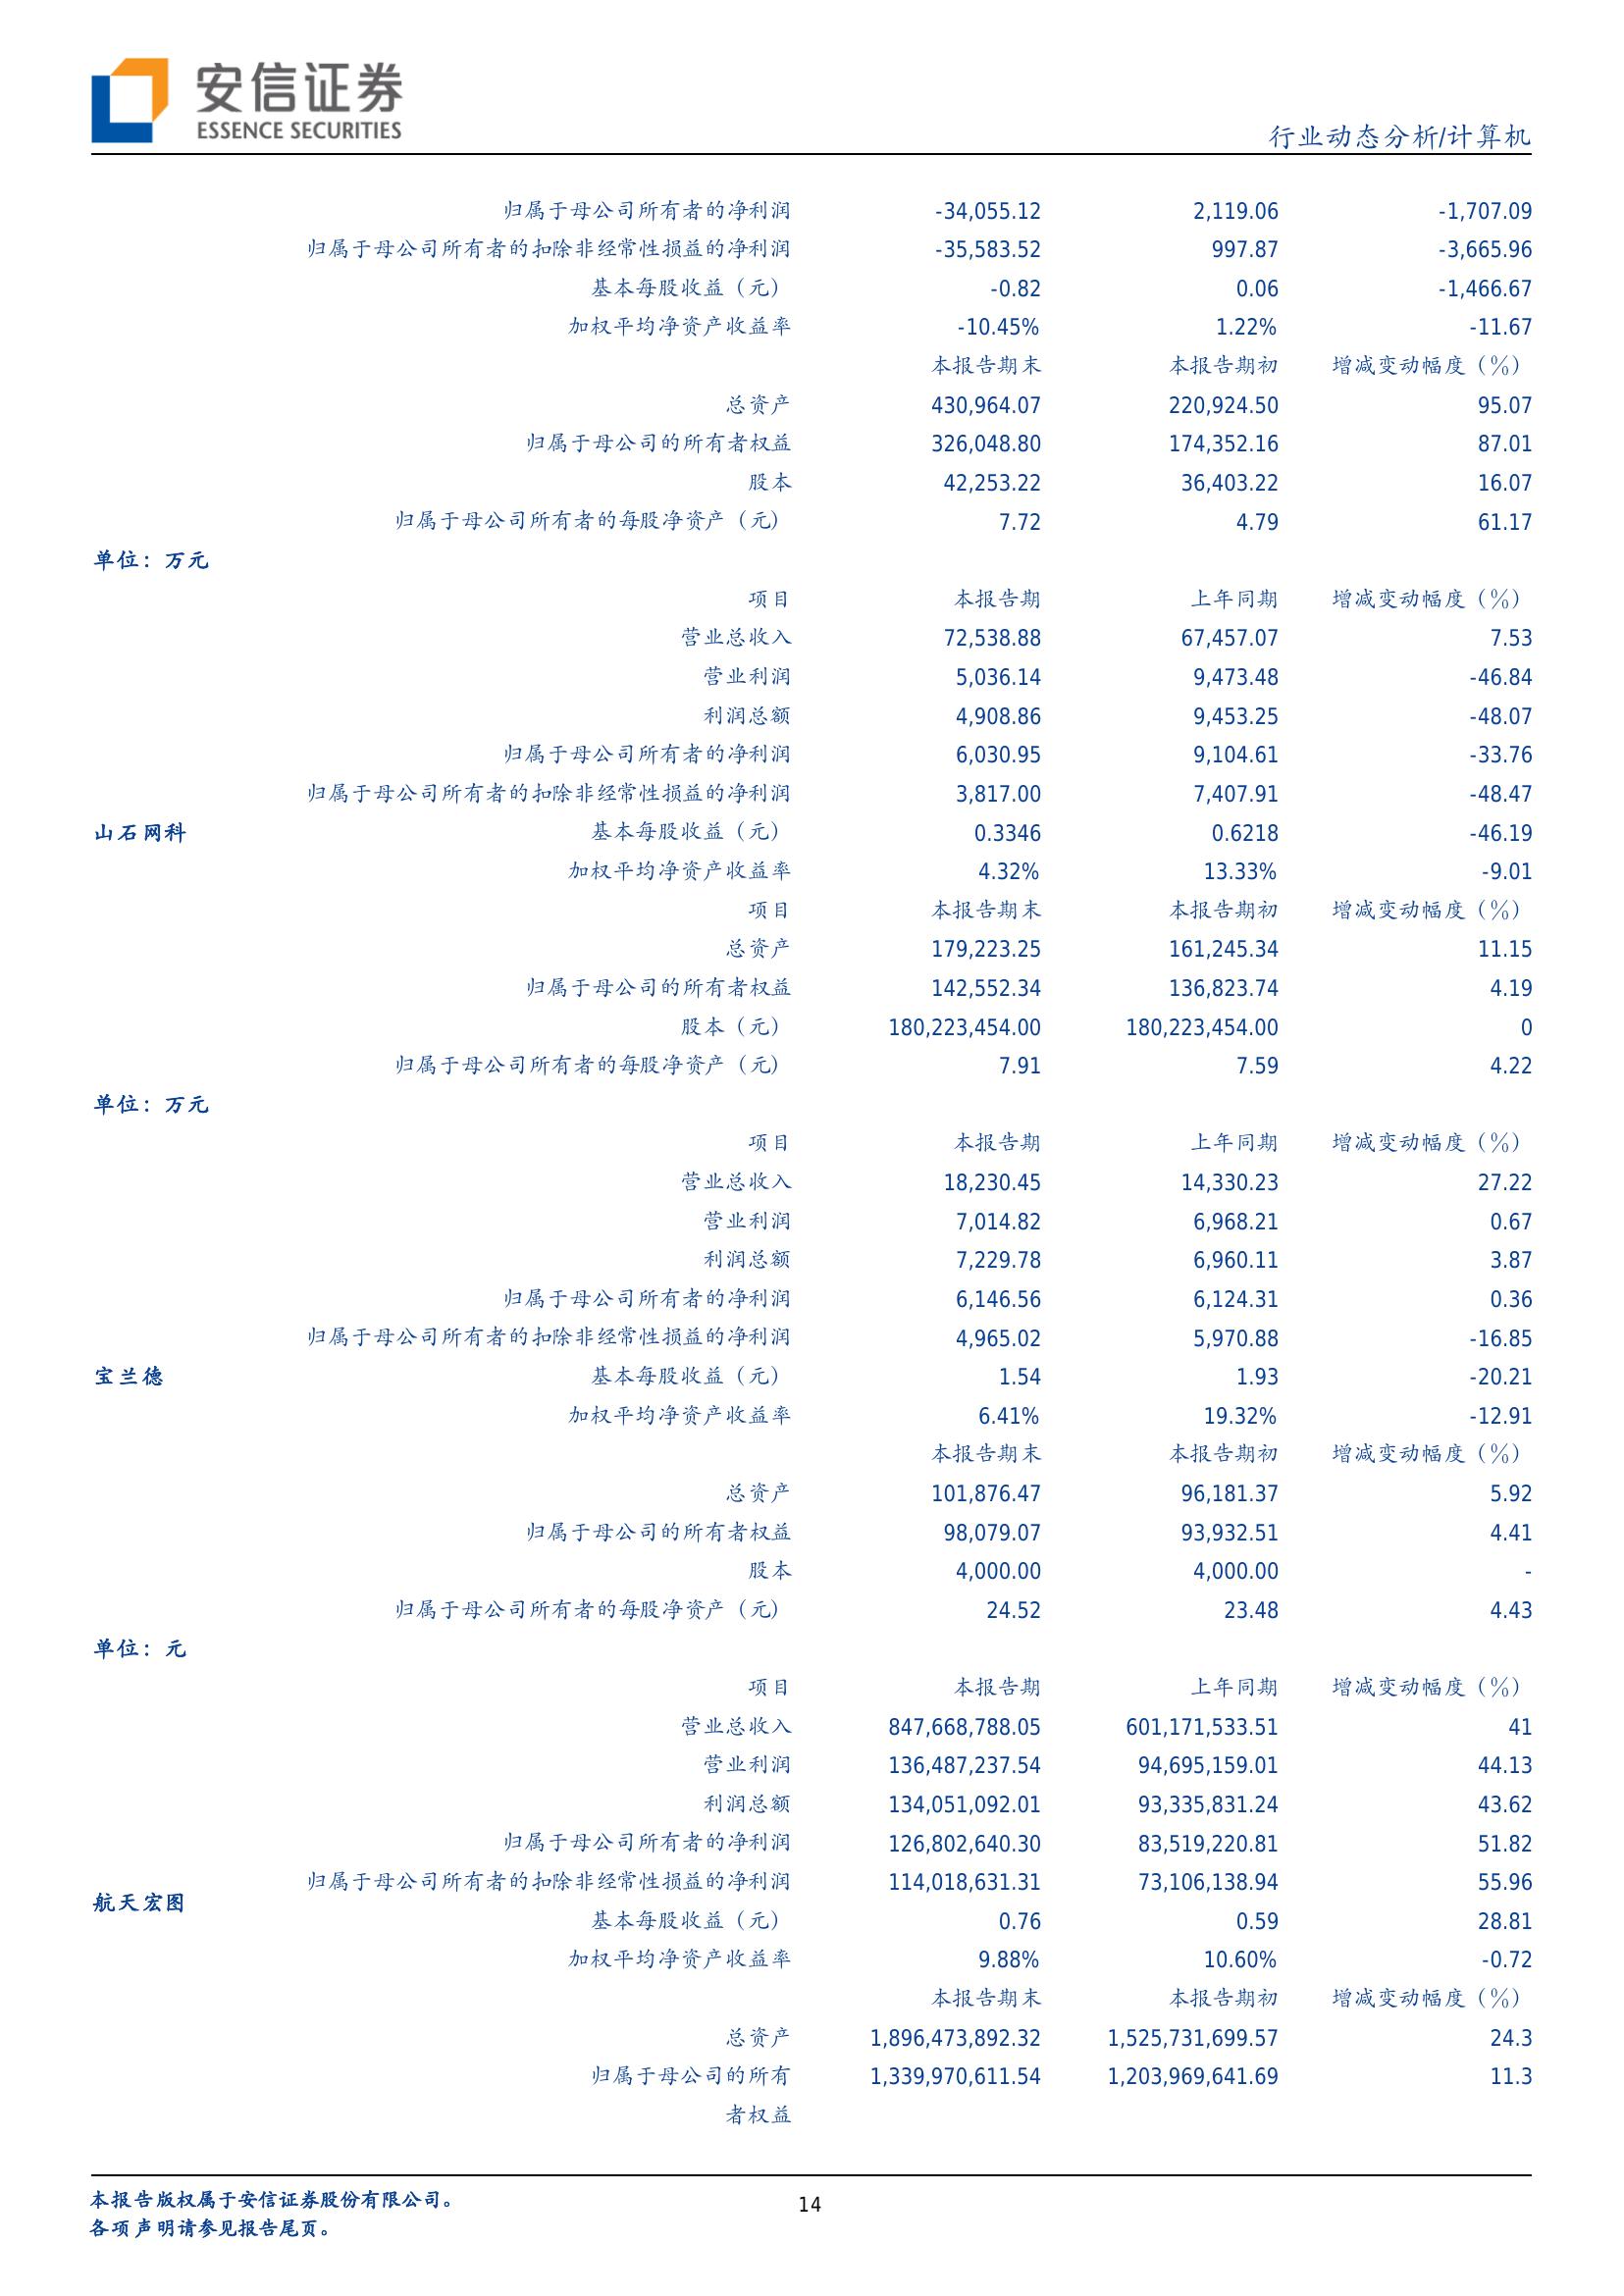 安信证券
ESSENCE SECURITIES
行业动态分析/计算机
归属于母公司所有者的净利润 -34,055.12 2,119.06 -1,707.09
归属于母公司所有者的扣除非经常性损益的净利润 -35,583.52 997.87 -3,665.96
基本每股收益（元） -0.82 0.06 -1,466.67
加权平均净资产收益率 -10.45% 1.22% -11.67
本报告期末 本报告期初 增减变动幅度（%）
总资产 430,964.07 220,924.50 95.07
归属于母公司的所有者权益 326,048.80 174,352.16 87.01
股本 42,253.22 36,403.22 16.07
归属于母公司所有者的每股净资产（元） 7.72 4.79 61.17
单位：万元
项目 本报告期 上年同期 增减变动幅度（%）
营业总收入 72,538.88 67,457.07 7.53
营业利润 5,036.14 9,473.48 -46.84
利润总额 4,908.86 9,453.25 -48.07
归属于母公司所有者的净利润 6,030.95 9,104.61 -33.76
归属于母公司所有者的扣除非经常性损益的净利润 3,817.00 7,407.91 -48.47
山石网科 基本每股收益（元） 0.3346 0.6218 -46.19
加权平均净资产收益率 4.32% 13.33% -9.01
项目 本报告期末 本报告期初 增减变动幅度（%）
总资产 179,223.25 161,245.34 11.15
归属于母公司的所有者权益 142,552.34 136,823.74 4.19
股本（元） 180,223,454.00 180,223,454.00 0
归属于母公司所有者的每股净资产（元） 7.91 7.59 4.22
单位：万元
项目 本报告期 上年同期 增减变动幅度（%）
营业总收入 18,230.45 14,330.23 27.22
营业利润 7,014.82 6,968.21 0.67
利润总额 7,229.78 6,960.11 3.87
归属于母公司所有者的净利润 6,146.56 6,124.31 0.36
归属于母公司所有者的扣除非经常性损益的净利润 4,965.02 5,970.88 -16.85
宝兰德 基本每股收益（元） 1.54 1.93 -20.21
加权平均净资产收益率 6.41% 19.32% -12.91
本报告期末 本报告期初 增减变动幅度（%）
总资产 101,876.47 96,181.37 5.92
归属于母公司的所有者权益 98,079.07 93,932.51 4.41
股本 4,000.00 4,000.00 -
归属于母公司所有者的每股净资产（元） 24.52 23.48 4.43
单位：元
项目 本报告期 上年同期 增减变动幅度（%）
营业总收入 847,668,788.05 601,171,533.51 41
营业利润 136,487,237.54 94,695,159.01 44.13
利润总额 134,051,092.01 93,335,831.24 43.62
归属于母公司所有者的净利润 126,802,640.30 83,519,220.81 51.82
归属于母公司所有者的扣除非经常性损益的净利润 114,018,631.31 73,106,138.94 55.96
航天宏图
基本每股收益（元） 0.76 0.59 28.81
加权平均净资产收益率 9.88% 10.60% -0.72
本报告期末 本报告期初 增减变动幅度（%）
总资产 1,896,473,892.32 1,525,731,699.57 24.3
归属于母公司的所有 1,339,970,611.54 1,203,969,641.69 11.3
者权益
本报告版权属于安信证券股份有限公司。
14
各项声明请参见报告尾页。